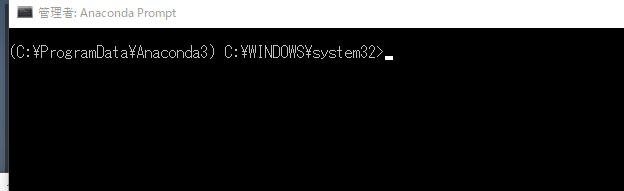 管理者: Anaconda Prompt
(C:¥ProgramData¥Anaconda3) C:¥WINDOWS¥system32>